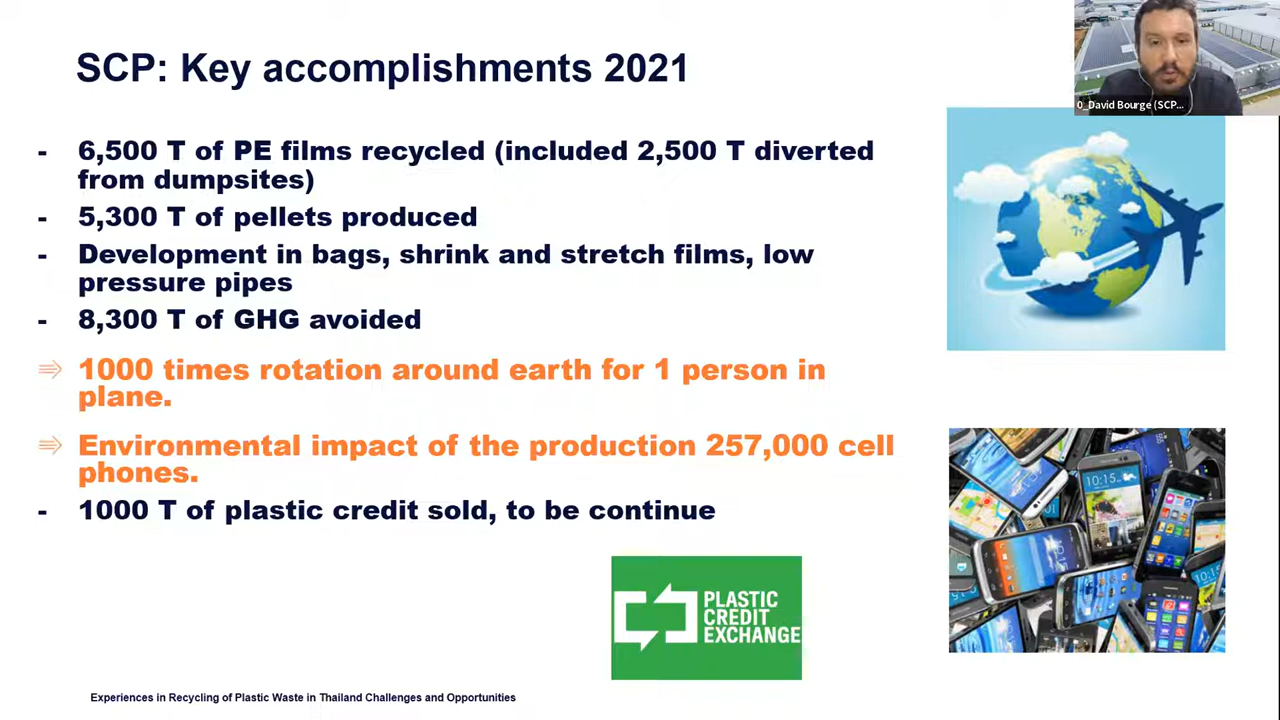 SCP: Key accomplishments 2021
0_David Bourge (SCP...
- 6,500 T of PE films recycled (included 2,500 T diverted
from dumpsites)
- 5,300 T of pellets produced
- Development in bags, shrink and stretch films, low
pressure pipes
- 8,300 T of GHG avoided
⇒ 1000 times rotation around earth for 1 person in
plane.
⇒ Environmental impact of the production 257,000 cell
phones.
- 1000 T of plastic credit sold, to be continue
10:15
PLASTIC
CREDIT
EXCHANGE
Experiences in Recycling of Plastic Waste in Thailand Challenges and Opportunities